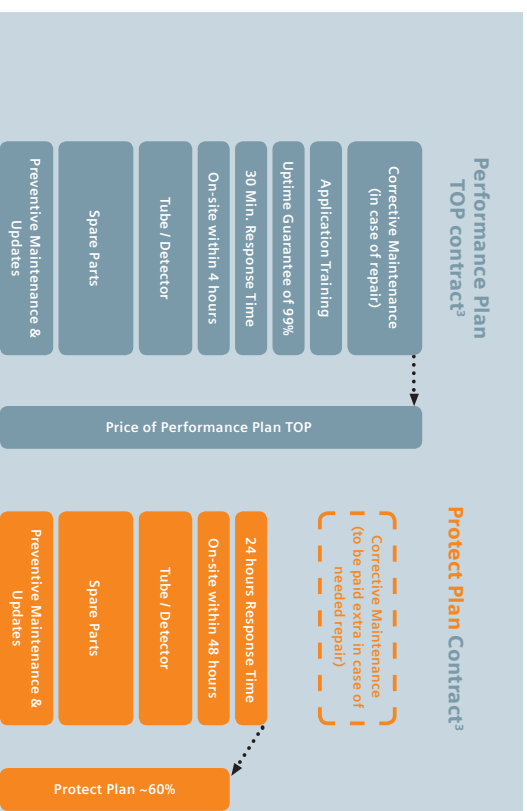 Performance Plan
TOP contract³
Corrective Maintenance
(in case of repair)
Application Training
Uptime Guarantee of 99%
30 Min. Response Time
On-site within 4 hours
Tube / Detector
Spare Parts
Preventive Maintenance &
Updates
Price of Performance Plan TOP
Protect Plan Contract³
Corrective Maintenance
(to be paid extra in case of
needed repair)
24 hours Response Time
On-site within 48 hours
Tube / Detector
Spare Parts
Preventive Maintenance &
Updates
Protect Plan ~60%